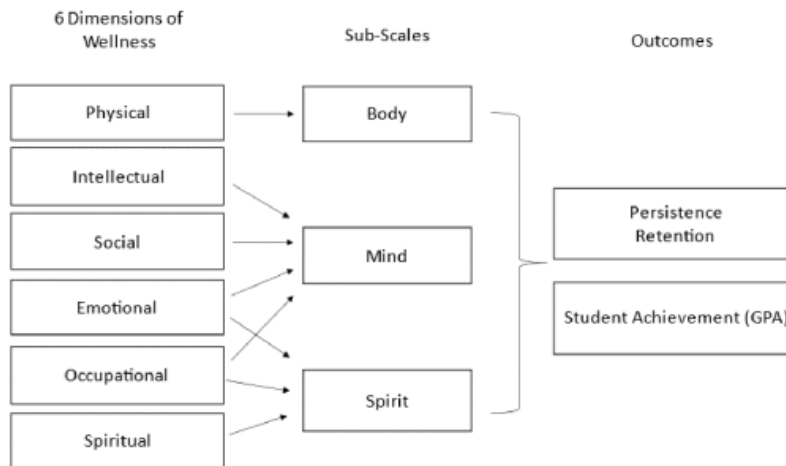 6 Dimensions of
Wellness
Sub-Scales
Outcomes
Physical
Body
Intellectual
Social
Mind
Emotional
Occupational
Spirit
Spiritual
Persistence
Retention
Student Achievement (GPA)